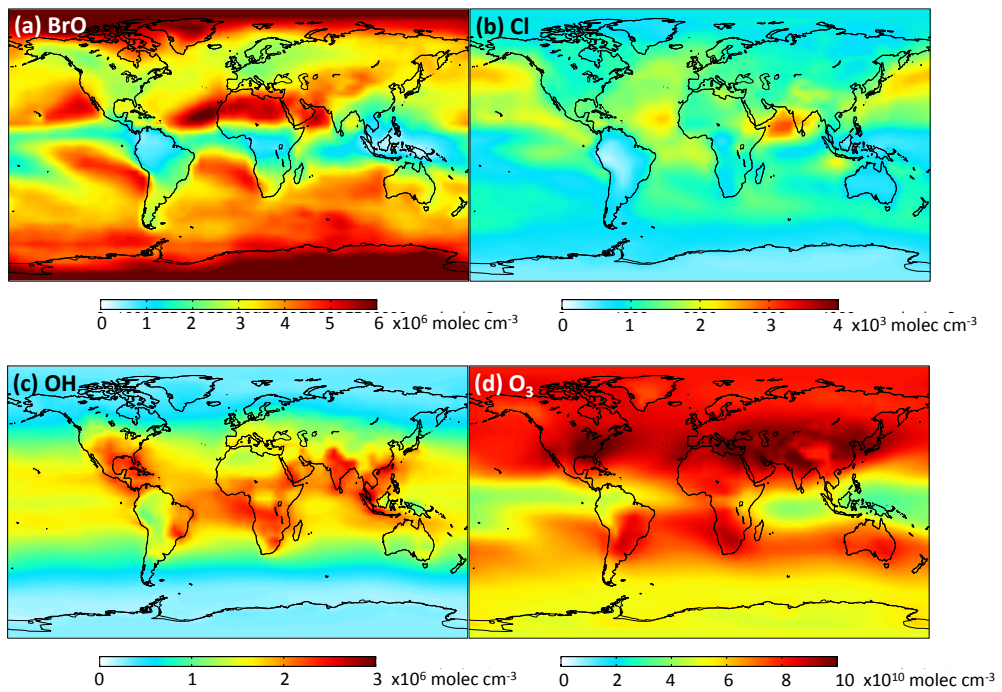 (a) BrO
(b) Cl
0 1 2 3 4 5 6 x10⁶ molec cm⁻³
0 1 2 3 4 x10³ molec cm⁻³
(c) OH
(d) O₃
0 1 2 3 x10⁶ molec cm⁻³
0 2 4 6 8 10 x10¹⁰ molec cm⁻³